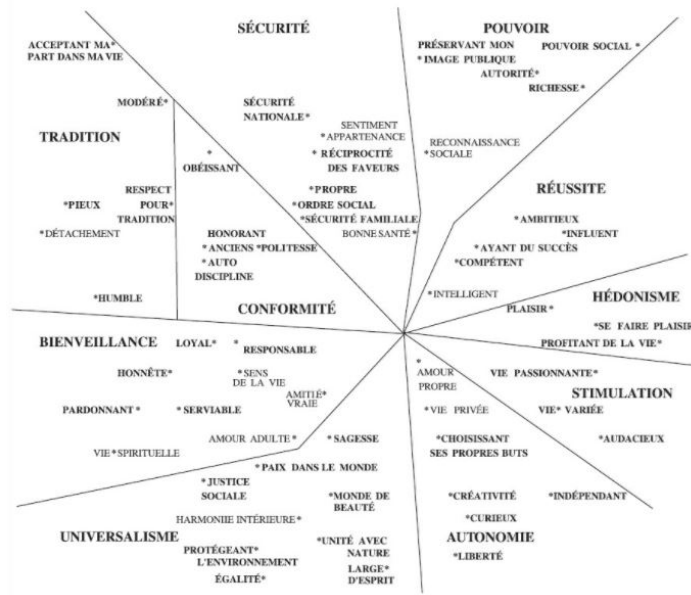 SÉCURITÉ
POUVOIR
ACCEPTANT MA*
PART DANS MA VIE
PRÉSERVANT MON
*IMAGE PUBLIQUE
POUVOIR SOCIAL *
AUTORITÉ*
RICHESSE*
MODÉRÉ*
SÉCURITÉ
NATIONALE*
TRADITION
SENTIMENT
*APPARTENANCE
RECONNAISSANCE
*SOCIALE
*
OBÉISSANT
* RÉCIPROCITÉ
DES FAVEURS
RÉUSSITE
RESPECT
*PIEUX POUR*
TRADITION
*DÉTACHEMENT
*PROPRE
*ORDRE SOCIAL
*SÉCURITÉ FAMILIALE
BONNE SANTÉ*
*AMBITIEUX
*INFLUENT
*AYANT DU SUCCÈS
*COMPÉTENT
HONORANT
*ANCIENS *POLITESSE
*AUTO
DISCIPLINE
*HUMBLE
CONFORMITÉ
*INTELLIGENT
PLAISIR*
HÉDONISME
*SE FAIRE PLAISIR
PROFITANT DE LA VIE*
BIENVEILLANCE
LOYAL*
*
RESPONSABLE
HONNÊTE*
*SENS
DE LA VIE
AMITIÉ*
VRAIE
PARDONNANT*
*SERVIABLE
*
AMOUR
PROPRE
VIE PASSIONNANTE*
STIMULATION
*VIE PRIVÉE
VIE* VARIÉE
AMOUR ADULTE*
*SAGESSE
*CHOISISSANT
SES PROPRES BUTS
*AUDACIEUX
VIE*SPIRITUELLE
*PAIX DANS LE MONDE
*JUSTICE
SOCIALE
*MONDE DE
BEAUTÉ
*CRÉATIVITÉ
*INDÉPENDANT
HARMONIIE INTÉRIEURE*
*CURIEUX
UNIVERSALISME
*UNITÉ AVEC
NATURE
AUTONOMIE
PROTÉGEANT*
L'ENVIRONNEMENT
*LIBERTÉ
ÉGALITÉ*
LARGE*
D'ESPRIT